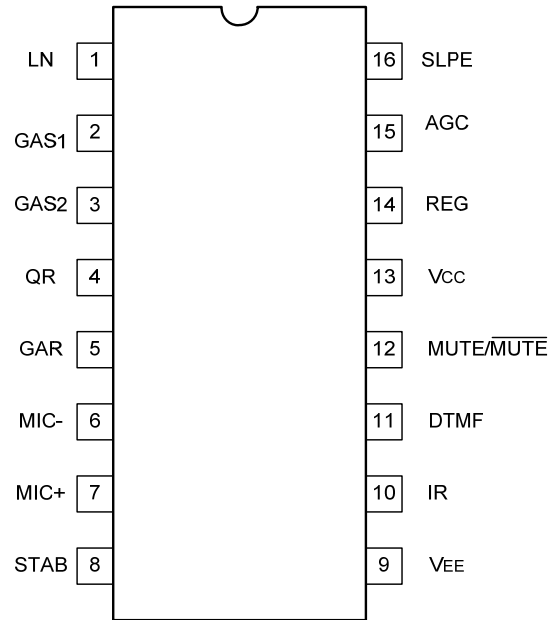 LN 1 16 SLPE
GAS1 2 15 AGC
GAS2 3 14 REG
QR 4 13 VCC
GAR 5 12 MUTE/MUTE
MIC- 6 11 DTMF
MIC+ 7 10 IR
STAB 8 9 VEE